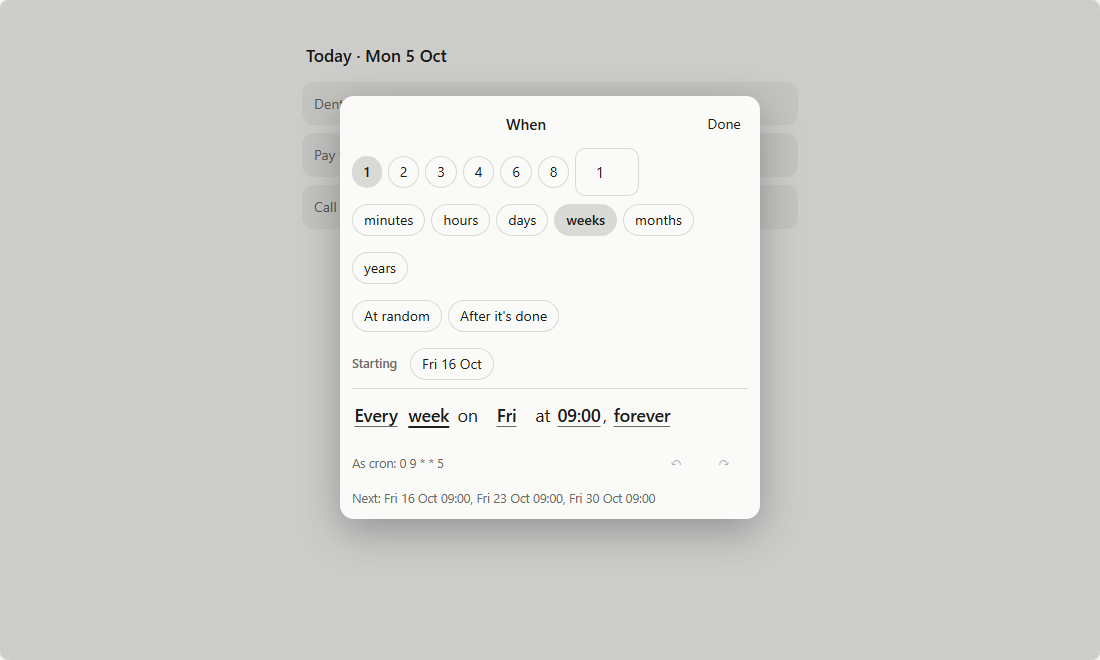 Today · Mon 5 Oct
When
Done
Pay
Call
1 2 3 4 6 8 1
minutes hours days weeks months
years
At random After it's done
Starting Fri 16 Oct
Every week on Fri at 09:00, forever
As cron: 0 9 * * 5
Next: Fri 16 Oct 09:00, Fri 23 Oct 09:00, Fri 30 Oct 09:00